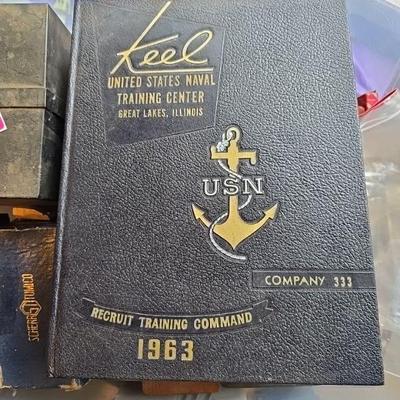 Keel
UNITED STATES NAVAL
TRAINING CENTER
GREAT LAKES, ILLINOIS
USN
COMPANY 333
RECRUIT TRAINING COMMAND
1963